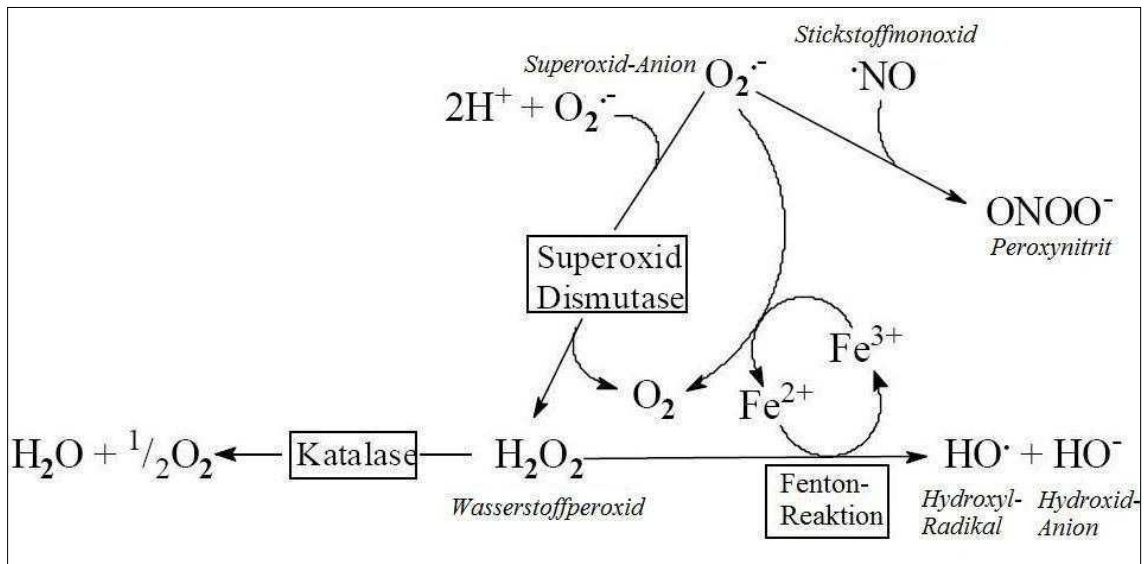 Stickstoffmonoxid
Superoxid-Anion
O₂·⁻
·NO
2H⁺ + O₂·⁻
ONOO⁻
Peroxynitrit
Superoxid
Dismutase
Fe³⁺
O₂
Fe²⁺
H₂O + ¹/₂O₂
Katalase
H₂O₂
HO· + HO⁻
Wasserstoffperoxid
Fenton-
Reaktion
Hydroxyl-
Radikal
Hydroxid-
Anion